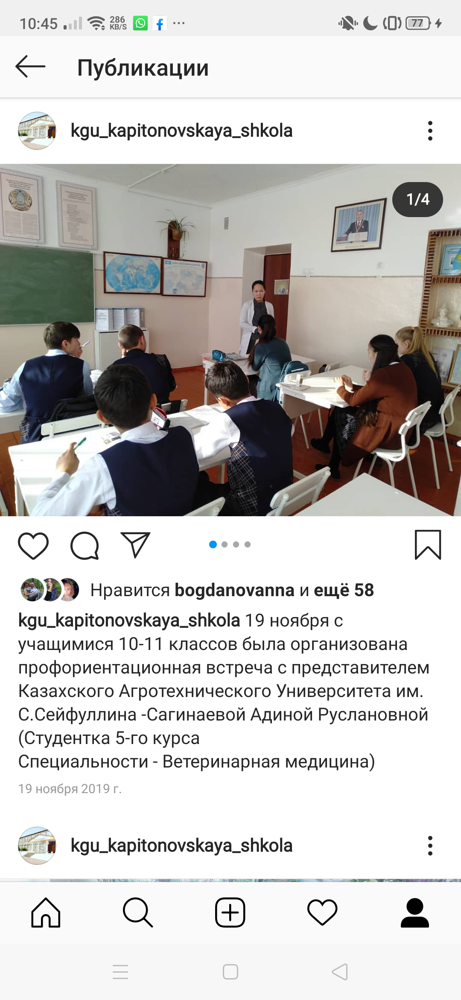 10:45 286 KB/S 77
Публикации
kgu_kapitonovskaya_shkola
1/4
Нравится bogdanovanna и ещё 58
kgu_kapitonovskaya_shkola 19 ноября с
учащимися 10-11 классов была организована
профориентационная встреча с представителем
Казахского Агротехнического Университета им.
С.Сейфуллина -Сагинаевой Адиной Руслановной
(Студентка 5-го курса
Специальности - Ветеринарная медицина)
19 ноября 2019 г.
kgu_kapitonovskaya_shkola